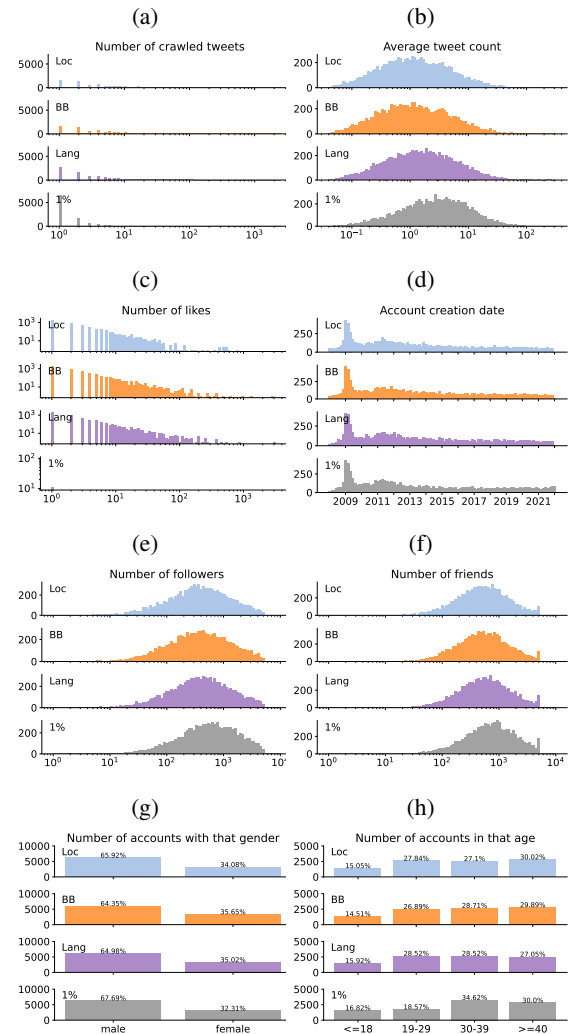 (a)
Number of crawled tweets
5000
0
Loc
5000
0
BB
5000
0
Lang
5000
0
1%
10^0 10^1 10^2 10^3
(b)
Average tweet count
200
0
Loc
200
0
BB
200
0
Lang
200
0
1%
10^−1 10^0 10^1 10^2
(c)
Number of likes
10^3
10^1
Loc
10^3
10^1
BB
10^3
10^1
Lang
10^2
10^1
1%
10^0 10^1 10^2 10^3
(d)
Account creation date
250
0
Loc
250
0
BB
250
0
Lang
250
0
1%
2009 2011 2013 2015 2017 2019 2021
(e)
Number of followers
200
0
Loc
200
0
BB
200
0
Lang
200
0
1%
10^0 10^1 10^2 10^3 10^4
(f)
Number of friends
200
0
Loc
200
0
BB
200
0
Lang
200
0
1%
10^0 10^1 10^2 10^3 10^4
(g)
Number of accounts with that gender
10000
5000
0
Loc
65.92% 34.08%
10000
5000
0
BB
64.35% 35.65%
10000
5000
0
Lang
64.98% 35.02%
10000
5000
0
1%
67.69% 32.31%
male female
(h)
Number of accounts in that age
5000
2500
0
Loc
15.05% 27.84% 27.1% 30.02%
5000
2500
0
BB
14.51% 26.89% 28.71% 29.89%
5000
2500
0
Lang
15.92% 28.52% 28.52% 27.05%
5000
2500
0
1%
16.82% 18.57% 34.62% 30.0%
<=18 19-29 30-39 >=40